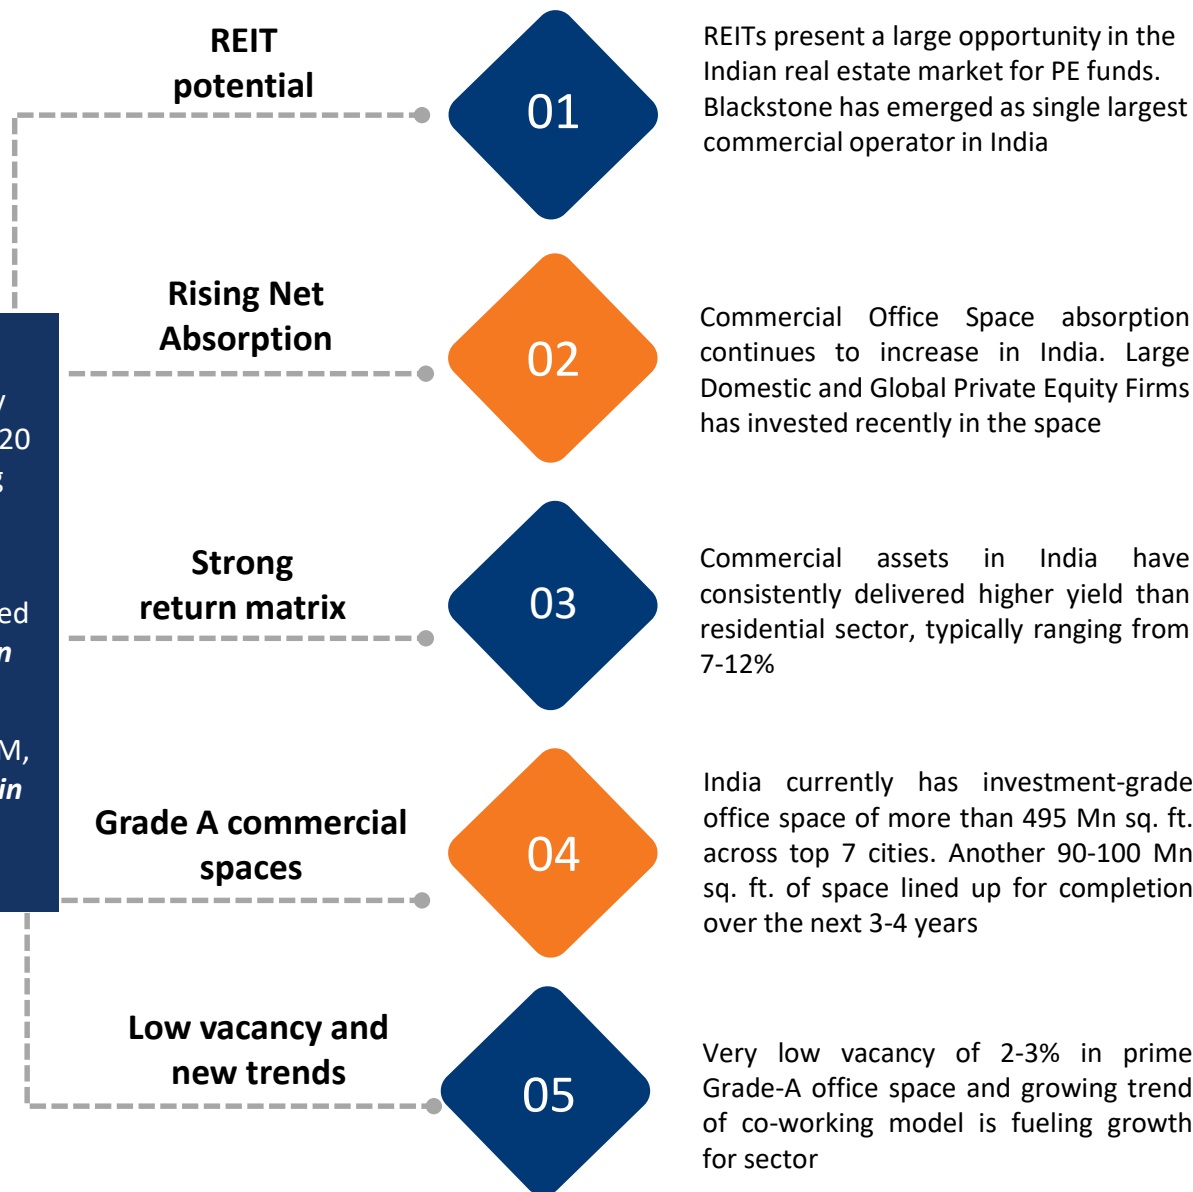 REIT
potential
01
REITs present a large opportunity in the
Indian real estate market for PE funds.
Blackstone has emerged as single largest
commercial operator in India
Rising Net
Absorption
02
Commercial Office Space absorption
continues to increase in India. Large
Domestic and Global Private Equity Firms
has invested recently in the space
20
ed
M,
in
Strong
return matrix
03
Commercial assets in India have
consistently delivered higher yield than
residential sector, typically ranging from
7-12%
Grade A commercial
spaces
04
India currently has investment-grade
office space of more than 495 Mn sq. ft.
across top 7 cities. Another 90-100 Mn
sq. ft. of space lined up for completion
over the next 3-4 years
Low vacancy and
new trends
05
Very low vacancy of 2-3% in prime
Grade-A office space and growing trend
of co-working model is fueling growth
for sector